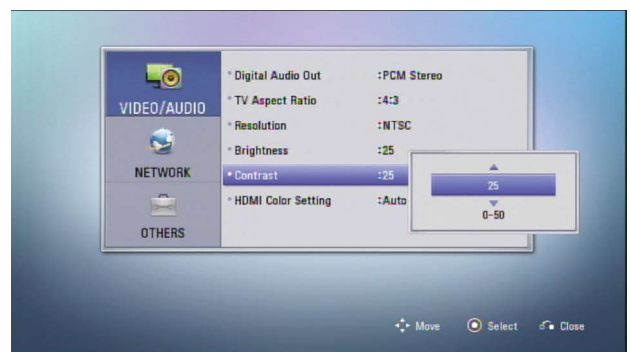 VIDEO/AUDIO
NETWORK
OTHERS
Digital Audio Out :PCM Stereo
TV Aspect Ratio :4:3
Resolution :NTSC
Brightness :25
Contrast :25
HDMI Color Setting :Auto
25
0-50
Move Select Close